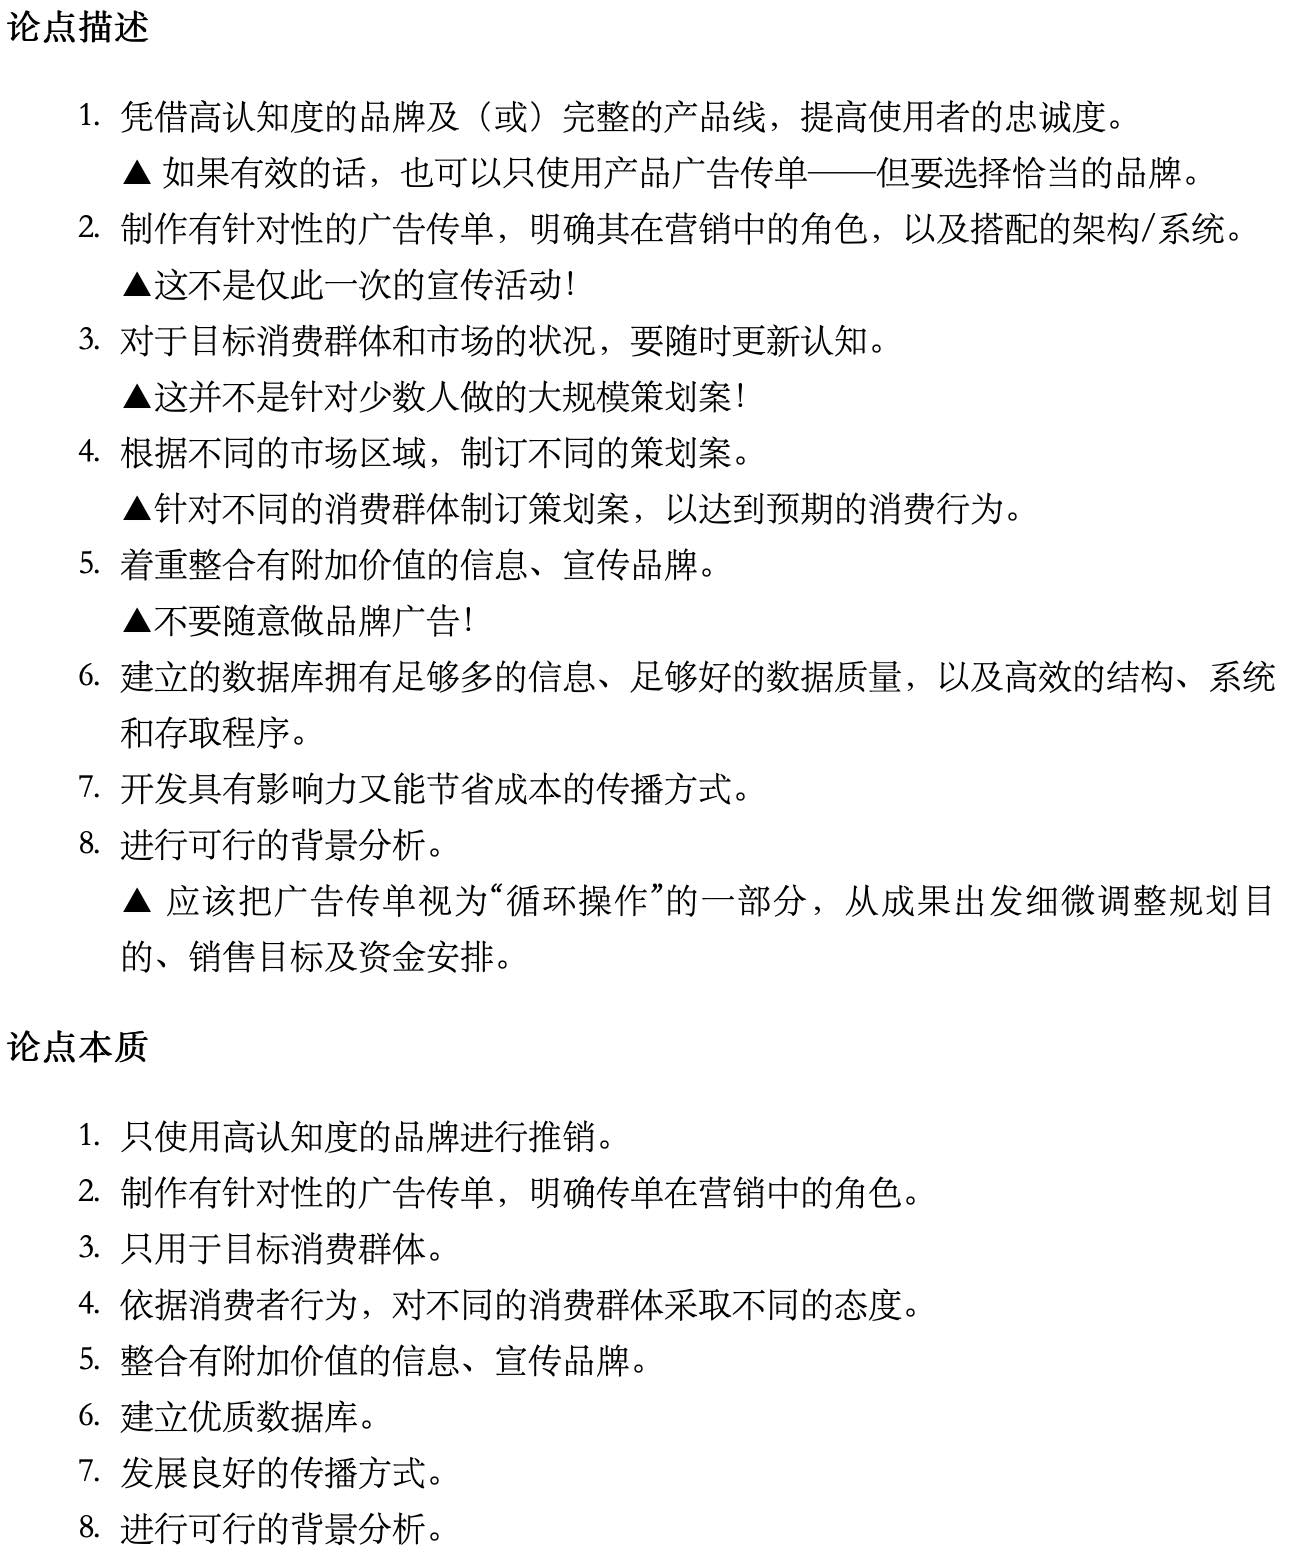 论点描述
1. 凭借高认知度的品牌及（或）完整的产品线，提高使用者的忠诚度。
▲ 如果有效的话，也可以只使用产品广告传单——但要选择恰当的品牌。
2. 制作有针对性的广告传单，明确其在营销中的角色，以及搭配的架构/系统。
▲这不是仅此一次的宣传活动！
3. 对于目标消费群体和市场的状况，要随时更新认知。
▲这并不是针对少数人做的大规模策划案！
4. 根据不同的市场区域，制订不同的策划案。
▲针对不同的消费群体制订策划案，以达到预期的消费行为。
5. 着重整合有附加价值的信息、宣传品牌。
▲不要随意做品牌广告！
6. 建立的数据库拥有足够多的信息、足够好的数据质量，以及高效的结构、系统
和存取程序。
7. 开发具有影响力又能节省成本的传播方式。
8. 进行可行的背景分析。
▲ 应该把广告传单视为“循环操作”的一部分，从成果出发细微调整规划目
的、销售目标及资金安排。
论点本质
1. 只使用高认知度的品牌进行推销。
2. 制作有针对性的广告传单，明确传单在营销中的角色。
3. 只用于目标消费群体。
4. 依据消费者行为，对不同的消费群体采取不同的态度。
5. 整合有附加价值的信息、宣传品牌。
6. 建立优质数据库。
7. 发展良好的传播方式。
8. 进行可行的背景分析。